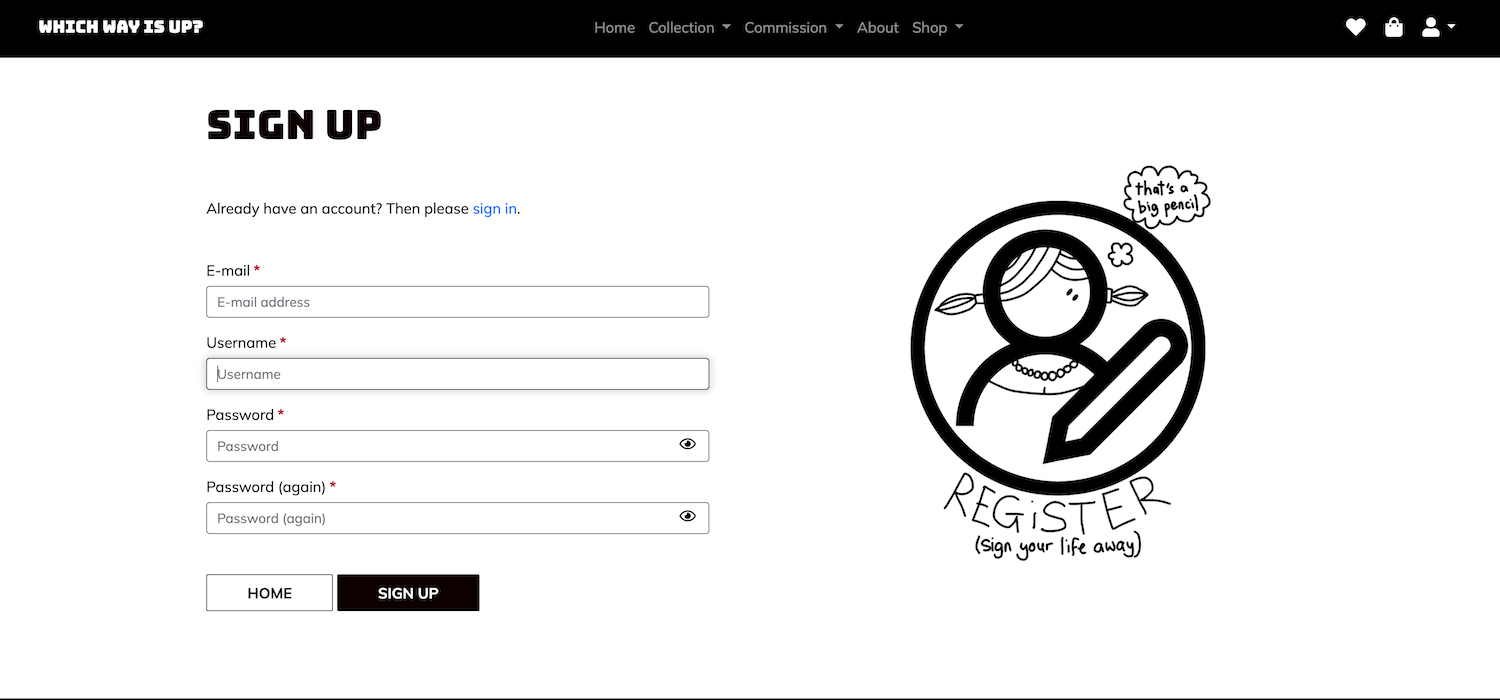 WHICH WAY IS UP?
Home Collection Commission About Shop
SIGN UP
Already have an account? Then please sign in.
E-mail *
E-mail address
Username *
Username
Password *
Password
Password (again) *
Password (again)
HOME SIGN UP
that's a
big pencil
REGiSTER
(sign your life away)